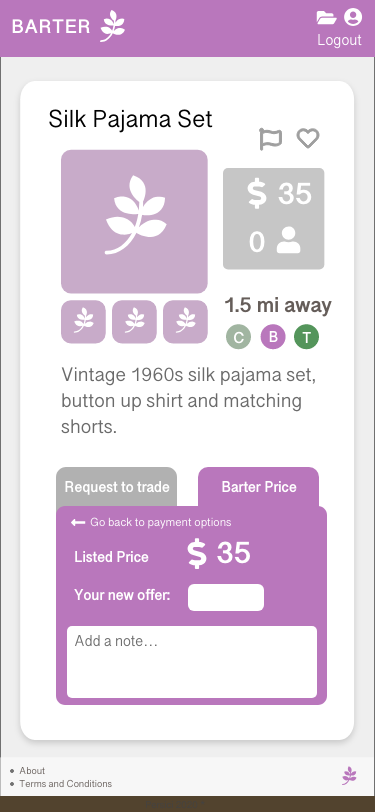 BARTER
Logout
Silk Pajama Set
$ 35
0
1.5 mi away
C B T
Vintage 1960s silk pajama set,
button up shirt and matching
shorts.
Request to trade
Barter Price
Go back to payment options
Listed Price $ 35
Your new offer:
Add a note...
• About
• Terms and Conditions